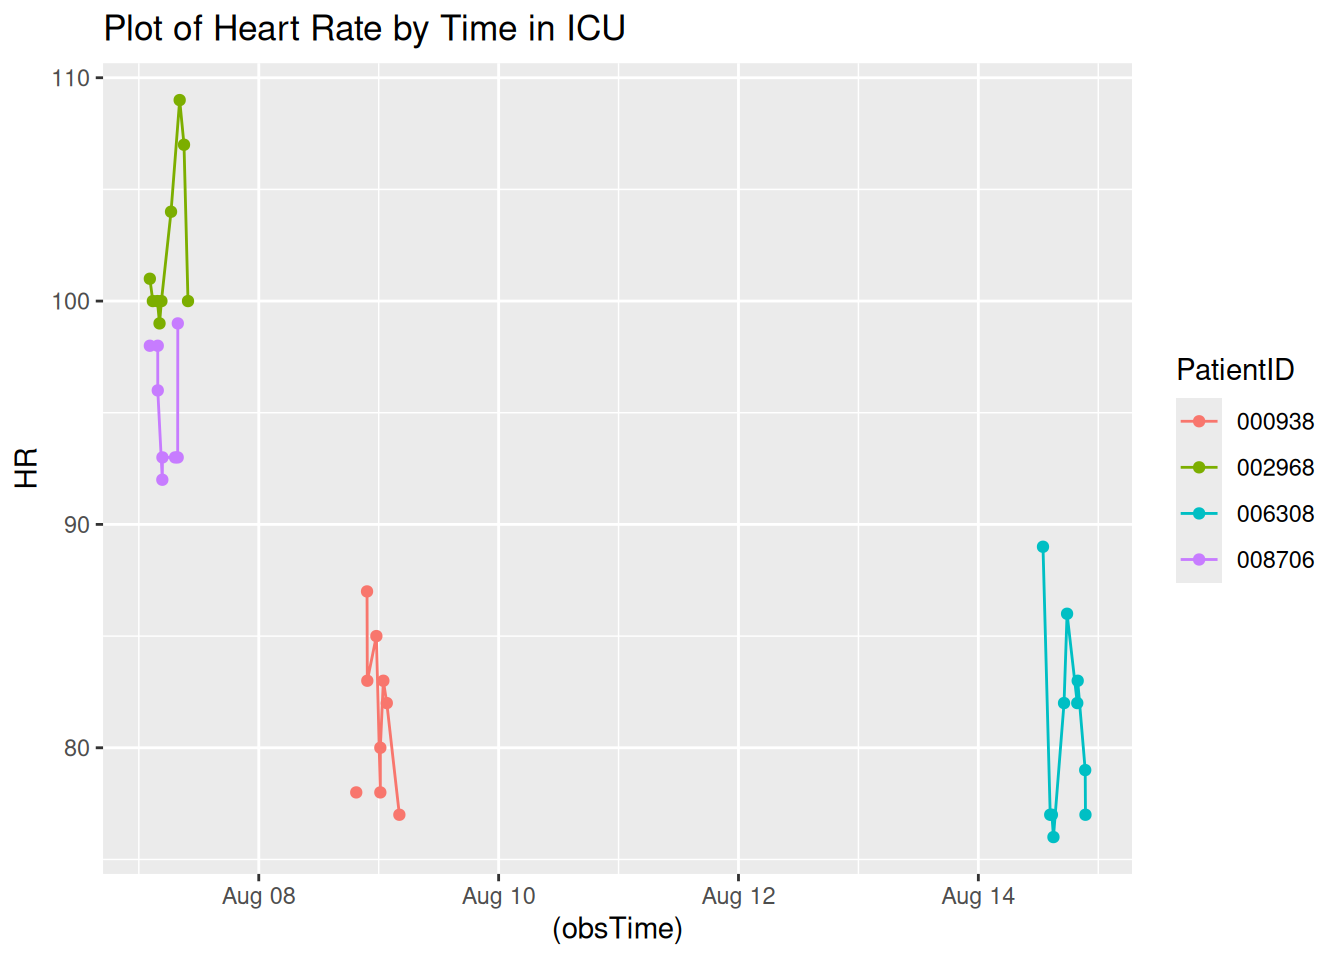 Plot of Heart Rate by Time in ICU
110
100
90
80
HR
Aug 08
Aug 10
Aug 12
Aug 14
(obsTime)
PatientID
000938
002968
006308
008706